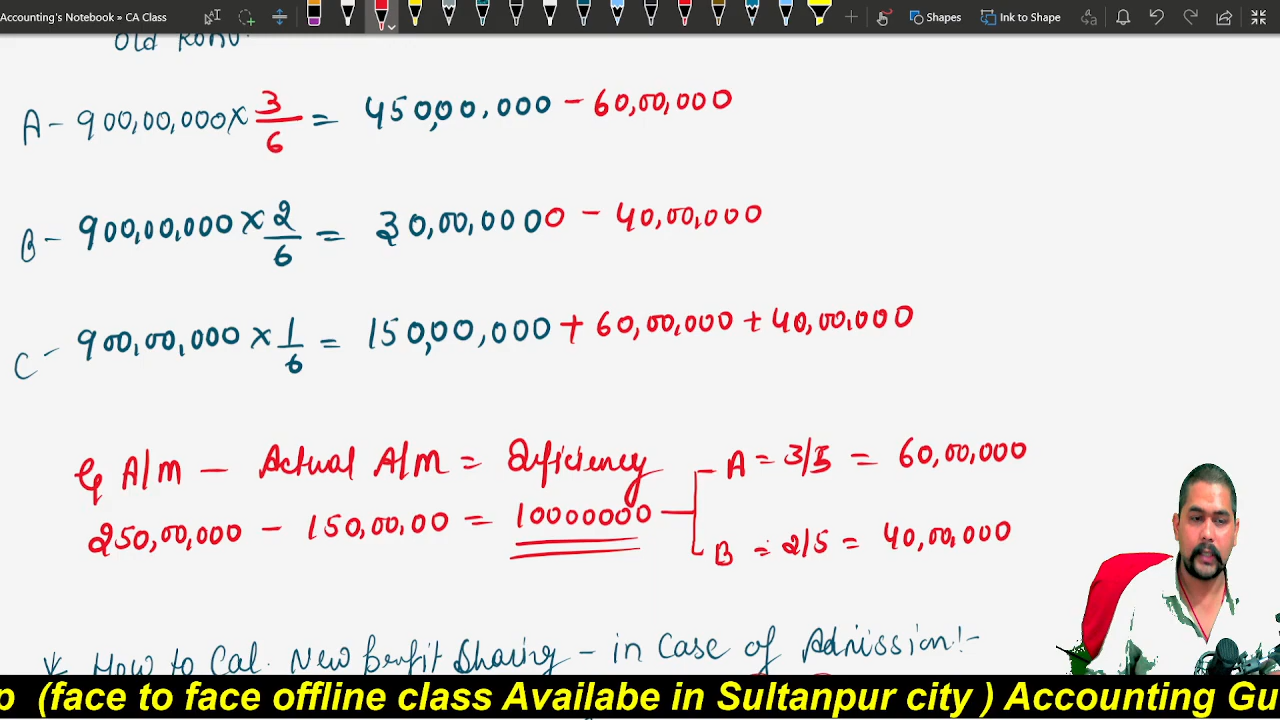 Accounting's Notebook » CA Class
Shapes
Ink to Shape
Old
A - 900,00,000 × 3/6 = 450,00,000 - 60,00,000
B - 900,00,000 × 2/6 = 30,00,0000 - 40,00,000
C - 900,00,000 × 1/6 = 150,00,000 + 60,00,000 + 40,00,000
G A/M - Actual A/M = Deficiency
250,00,000 - 150,00,00 = 10000000
A = 3/5 = 60,00,000
B = 2/5 = 40,00,000
How to Cal. New Profit Sharing - in Case of Admission!-
p (face to face offline class Availabe in Sultanpur city ) Accounting Gu